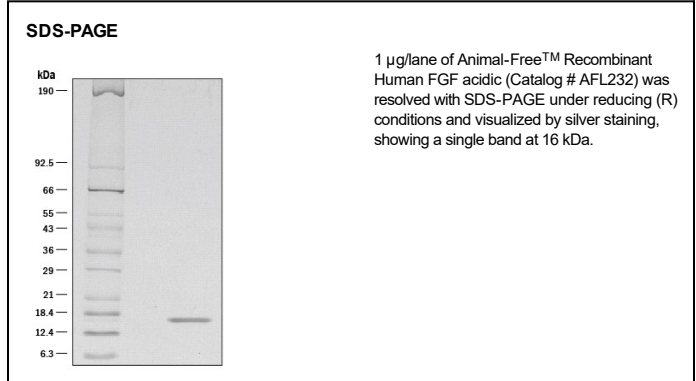 SDS-PAGE
1 µg/lane of Animal-Free™ Recombinant
Human FGF acidic (Catalog # AFL232) was
resolved with SDS-PAGE under reducing (R)
conditions and visualized by silver staining,
showing a single band at 16 kDa.
kDa
190
92.5
66
55
43
36
29
21
18.4
12.4
6.3